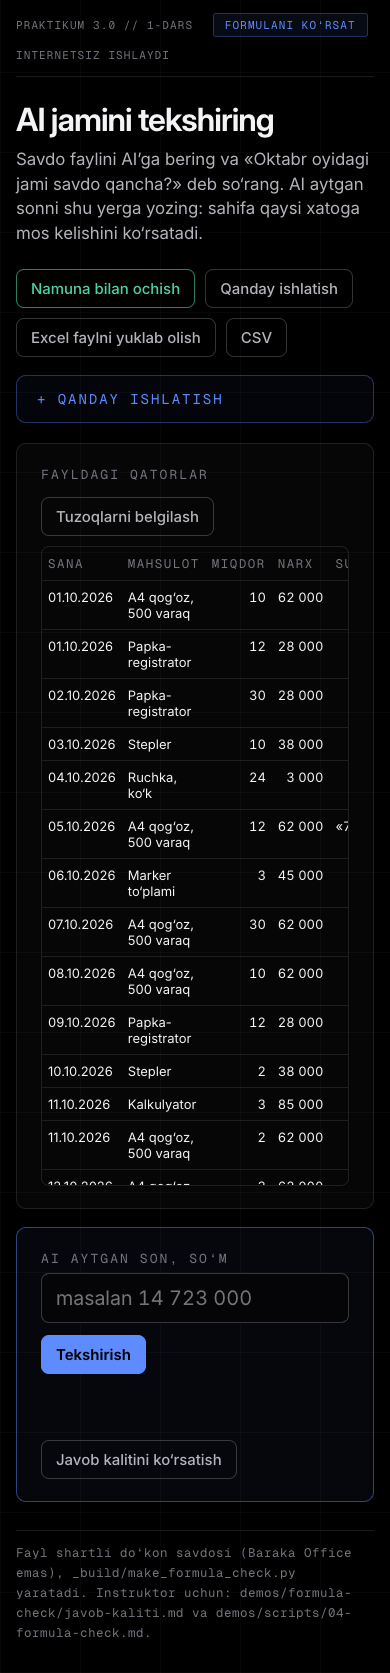 PRAKTIKUM 3.0 // 1-DARS
FORMULANI KO‘RSAT
INTERNETSIZ ISHLAYDI
AI jamini tekshiring
Savdo faylini AI’ga bering va «Oktabr oyidagi
jami savdo qancha?» deb so‘rang. AI aytgan
sonni shu yerga yozing: sahifa qaysi xatoga
mos kelishini ko‘rsatadi.
Namuna bilan ochish
Qanday ishlatish
Excel faylni yuklab olish
CSV
+ QANDAY ISHLATISH
FAYLDAGI QATORLAR
Tuzoqlarni belgilash
SANA MAHSULOT MIQDOR NARX
01.10.2026 A4 qog‘oz, 10 62 000
500 varaq
01.10.2026 Papka- 12 28 000
registrator
02.10.2026 Papka- 30 28 000
registrator
03.10.2026 Stepler 10 38 000
04.10.2026 Ruchka, 24 3 000
ko‘k
05.10.2026 A4 qog‘oz, 12 62 000 «7
500 varaq
06.10.2026 Marker 3 45 000
to‘plami
07.10.2026 A4 qog‘oz, 30 62 000
500 varaq
08.10.2026 A4 qog‘oz, 10 62 000
500 varaq
09.10.2026 Papka- 12 28 000
registrator
10.10.2026 Stepler 2 38 000
11.10.2026 Kalkulyator 3 85 000
11.10.2026 A4 qog‘oz, 2 62 000
500 varaq
AI AYTGAN SON, SO‘M
masalan 14 723 000
Tekshirish
Javob kalitini ko‘rsatish
Fayl shartli do‘kon savdosi (Baraka Office
emas), _build/make_formula_check.py
yaratadi. Instruktor uchun: demos/formula-
check/javob-kaliti.md va demos/scripts/04-
formula-check.md.